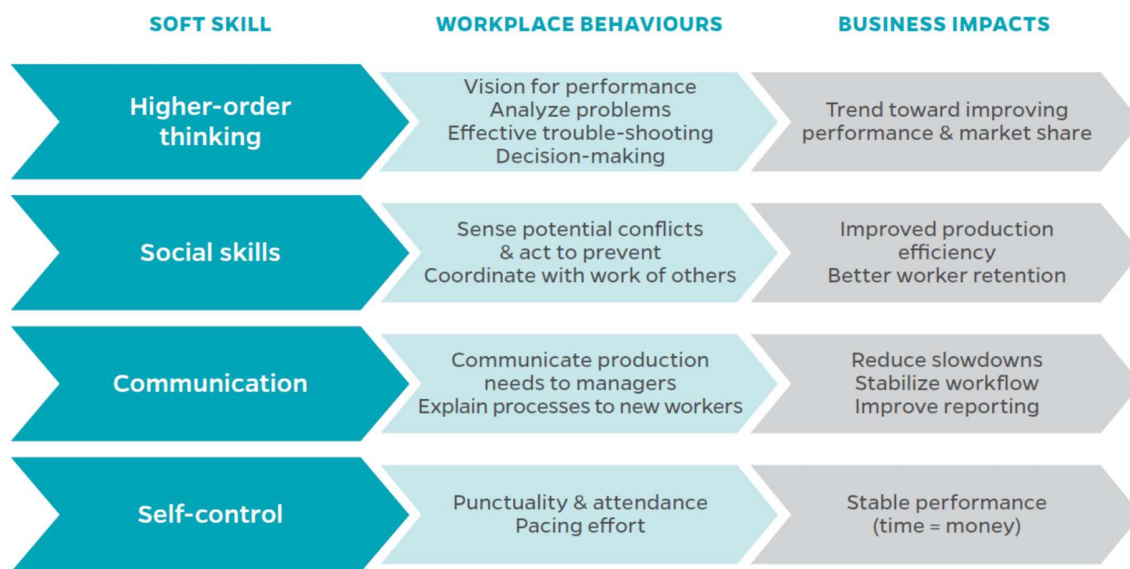 SOFT SKILL
WORKPLACE BEHAVIOURS
BUSINESS IMPACTS
Higher-order
thinking
Vision for performance
Analyze problems
Effective trouble-shooting
Decision-making
Trend toward improving
performance & market share
Social skills
Sense potential conflicts
& act to prevent
Coordinate with work of others
Improved production
efficiency
Better worker retention
Communication
Communicate production
needs to managers
Explain processes to new workers
Reduce slowdowns
Stabilize workflow
Improve reporting
Self-control
Punctuality & attendance
Pacing effort
Stable performance
(time = money)